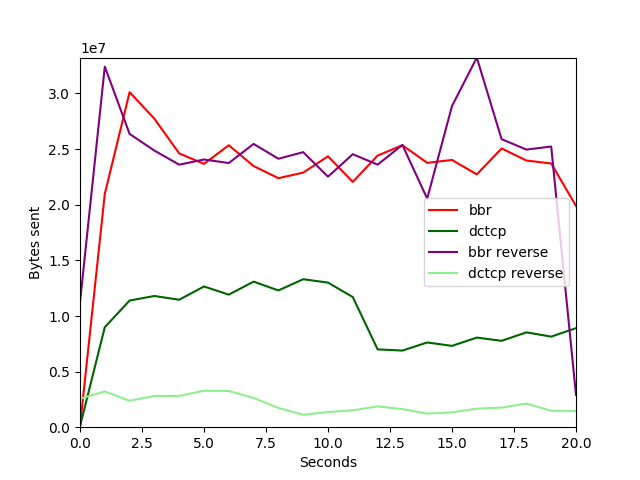 1e7
3.0
2.5
2.0
1.5
1.0
0.5
0.0
Bytes sent
bbr
dctcp
bbr reverse
dctcp reverse
0.0 2.5 5.0 7.5 10.0 12.5 15.0 17.5 20.0
Seconds